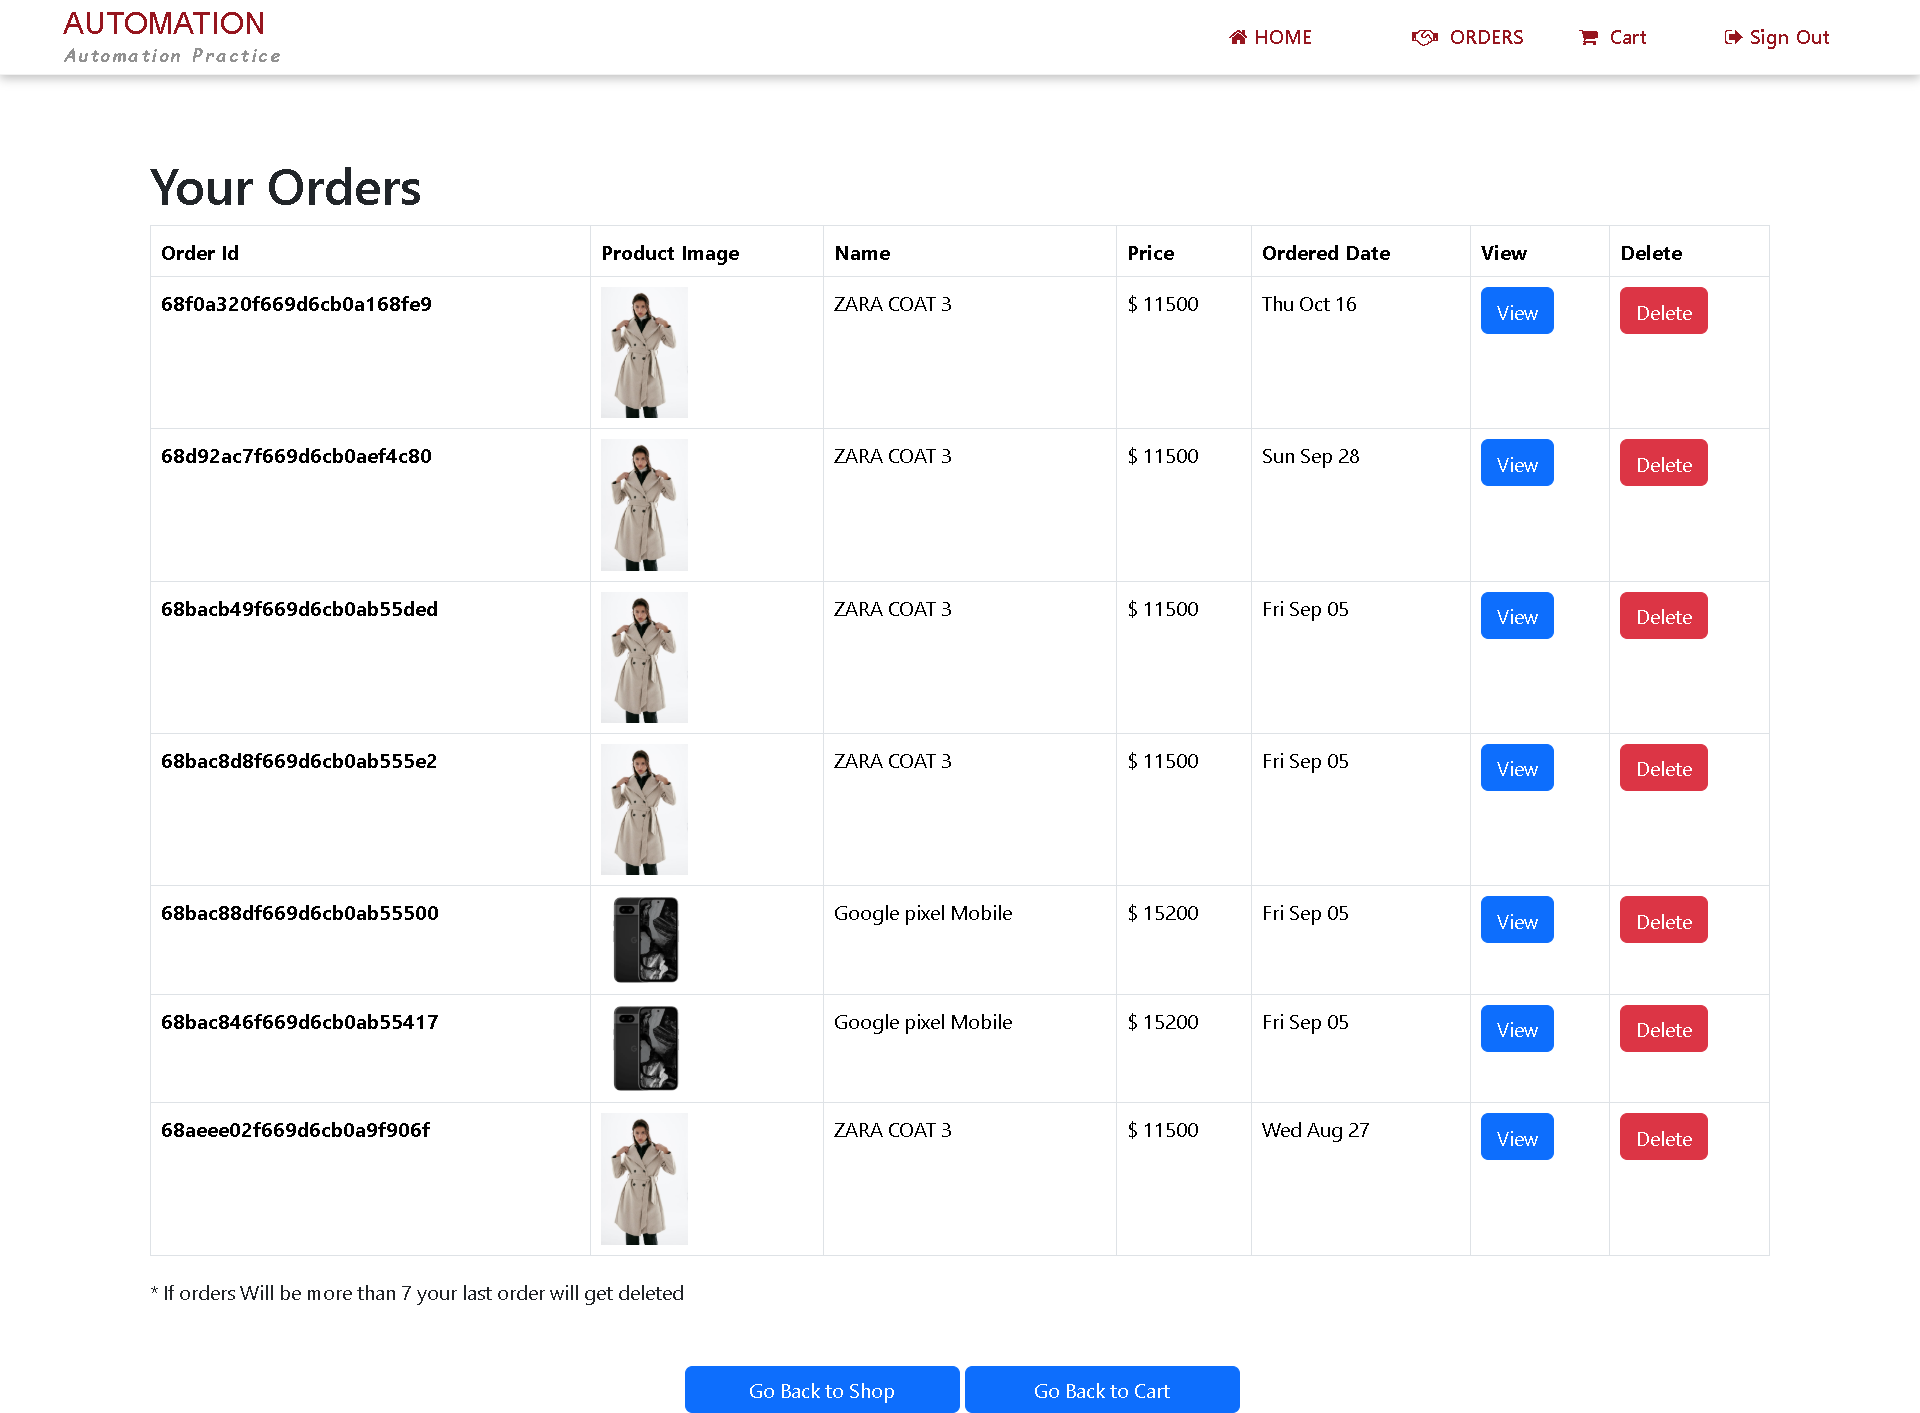 AUTOMATION
Automation Practice
HOME ORDERS Cart Sign Out
Your Orders
Order Id Product Image Name Price Ordered Date View Delete
68f0a320f669d6cb0a168fe9 ZARA COAT 3 $ 11500 Thu Oct 16 View Delete
68d92ac7f669d6cb0aef4c80 ZARA COAT 3 $ 11500 Sun Sep 28 View Delete
68bacb49f669d6cb0ab55ded ZARA COAT 3 $ 11500 Fri Sep 05 View Delete
68bac8d8f669d6cb0ab555e2 ZARA COAT 3 $ 11500 Fri Sep 05 View Delete
68bac88df669d6cb0ab55500 Google pixel Mobile $ 15200 Fri Sep 05 View Delete
68bac846f669d6cb0ab55417 Google pixel Mobile $ 15200 Fri Sep 05 View Delete
68aeee02f669d6cb0a9f906f ZARA COAT 3 $ 11500 Wed Aug 27 View Delete
* If orders Will be more than 7 your last order will get deleted
Go Back to Shop Go Back to Cart